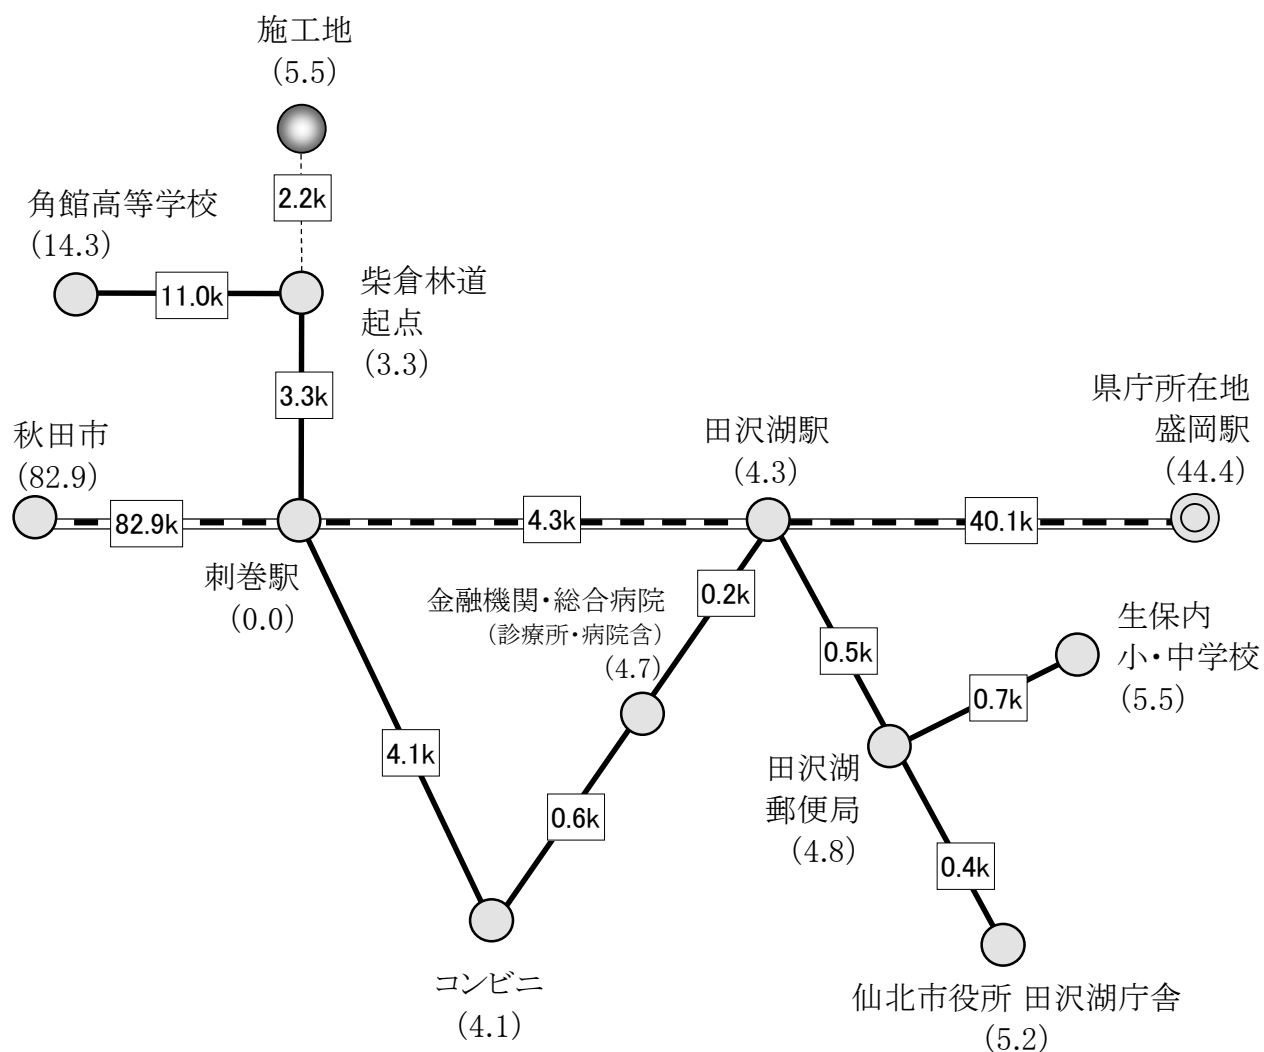 施工地
(5.5)
2.2k
角館高等学校
(14.3)
11.0k
柴倉林道
起点
(3.3)
3.3k
県庁所在地
盛岡駅
(44.4)
秋田市
(82.9)
田沢湖駅
(4.3)
82.9k
4.3k
40.1k
刺巻駅
(0.0)
金融機関・総合病院
(診療所・病院含)
(4.7)
0.2k
0.5k
生保内
小・中学校
(5.5)
0.7k
4.1k
田沢湖
郵便局
(4.8)
0.6k
0.4k
コンビニ
(4.1)
仙北市役所 田沢湖庁舎
(5.2)